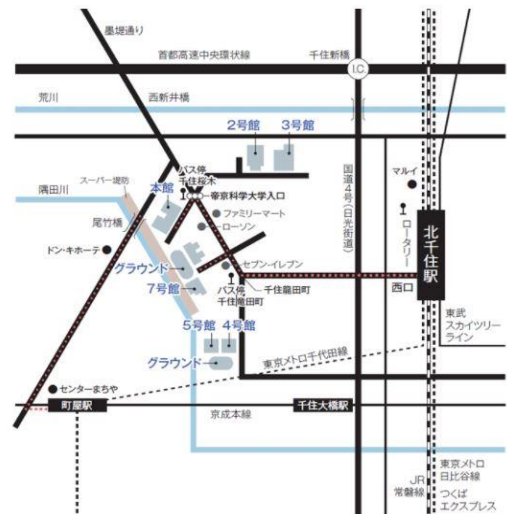 墨堤通り
首都高速中央環状線
千住新橋
I.C.
荒川
西新井橋
2号館
3号館
バス停
千住桜木
帝京科学大学入口
マルイ
スーパー堤防
本館
隅田川
尾竹橋
ファミリーマート
ローソン
国道4号(日光街道)
ロータリー
北千住駅
ドン・キホーテ
グラウンド
セブン-イレブン
7号館
バス停
千住龍田町
千住龍田町
西口
5号館
4号館
グラウンド
東武
スカイツリー
ライン
東京メトロ千代田線
センターまちや
町屋駅
京成本線
千住大橋駅
JR
常磐線
東京メトロ
日比谷線
つくば
エクスプレス